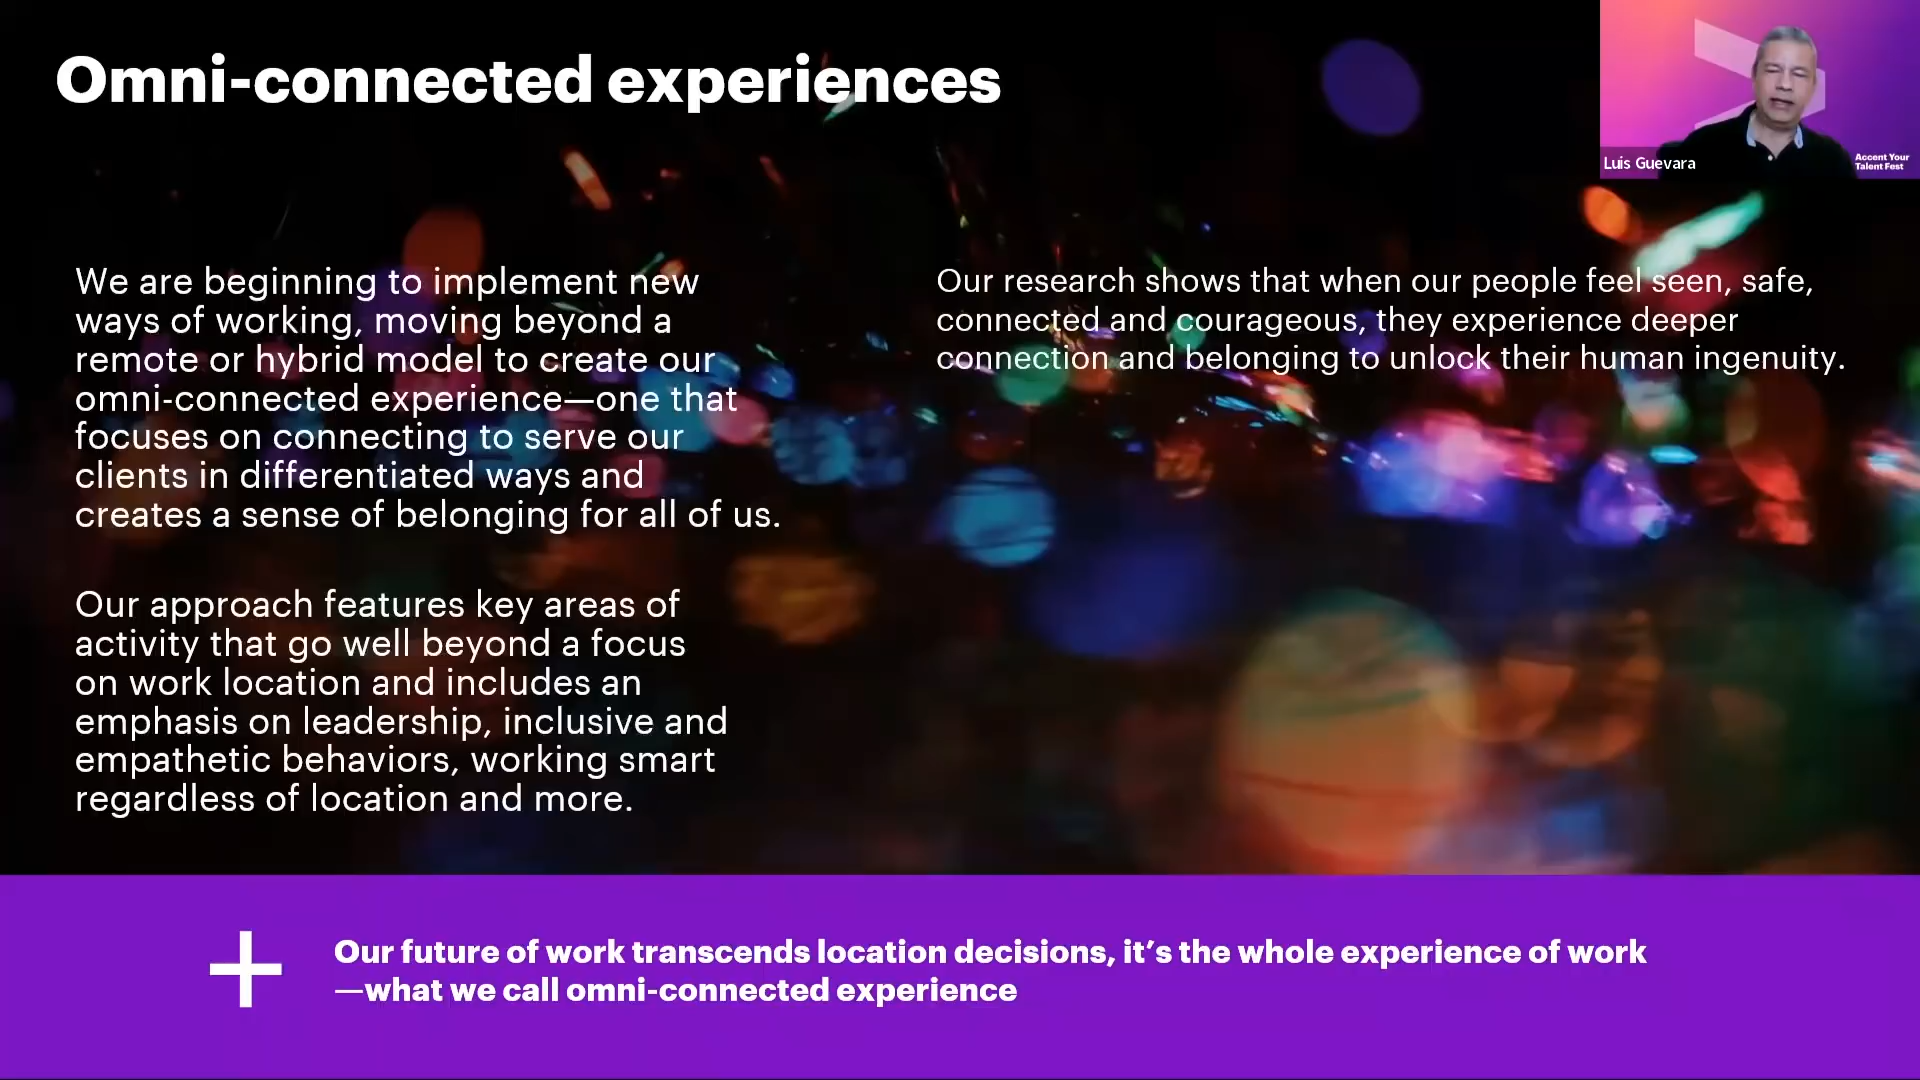 Omni-connected experiences
Luis Guevara
Accent Your
Talent Fest
We are beginning to implement new
ways of working, moving beyond a
remote or hybrid model to create our
omni-connected experience—one that
focuses on connecting to serve our
clients in differentiated ways and
creates a sense of belonging for all of us.
Our approach features key areas of
activity that go well beyond a focus
on work location and includes an
emphasis on leadership, inclusive and
empathetic behaviors, working smart
regardless of location and more.
Our research shows that when our people feel seen, safe,
connected and courageous, they experience deeper
connection and belonging to unlock their human ingenuity.
Our future of work transcends location decisions, it’s the whole experience of work
—what we call omni-connected experience